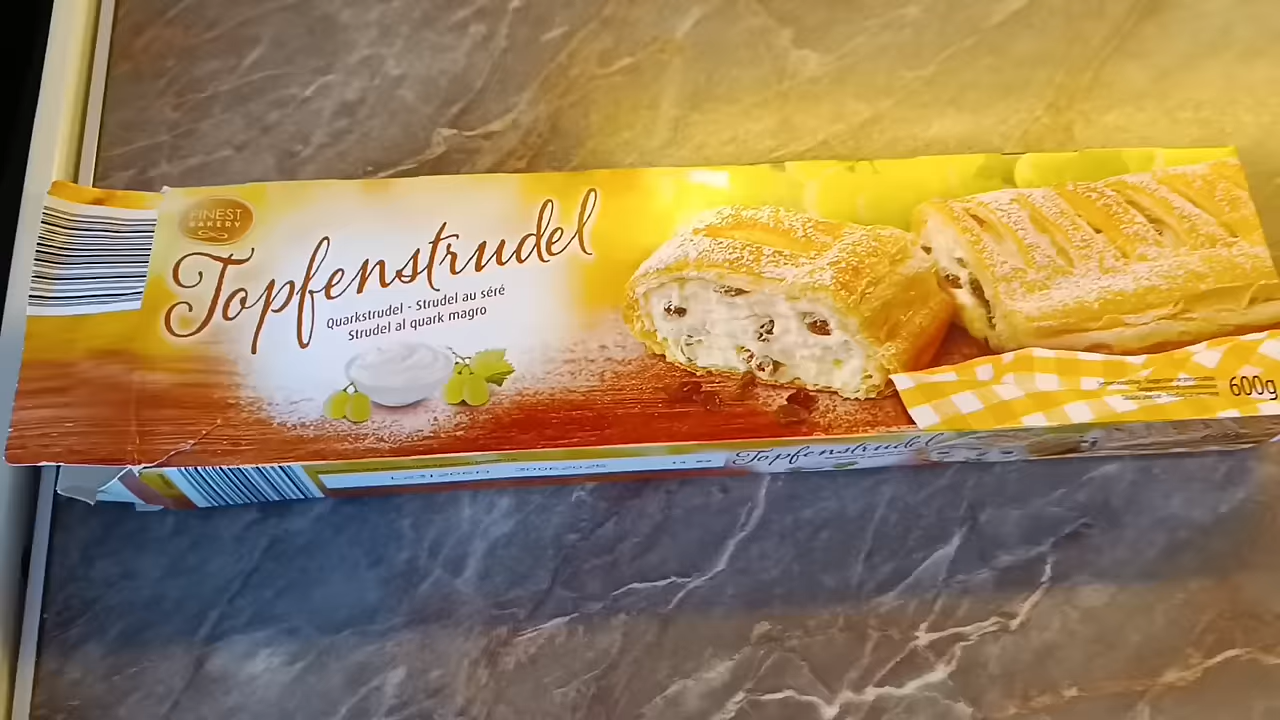 FINEST
BAKERY
Topfenstrudel
Quarkstrudel - Strudel au séré
Strudel al quark magro
600g
Topfenstrudel